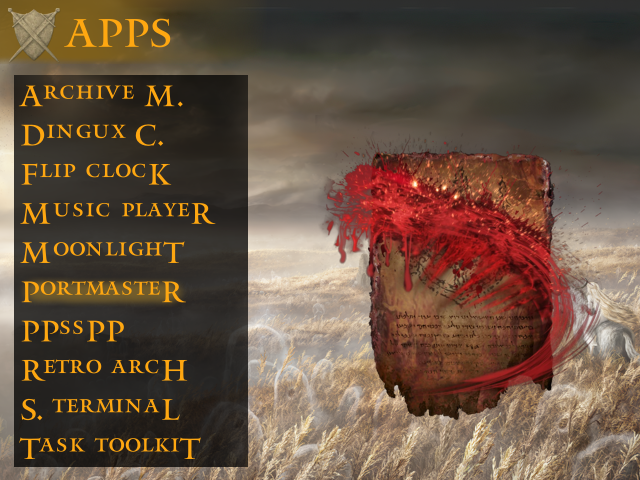 APPS
ARCHIVE M.
DINGUX C.
FLIP CLOCK
MUSIC PLAYER
MOONLIGHT
PORTMASTER
PPSSPP
RETRO ARCH
S. TERMINAL
TASK TOOLKIT